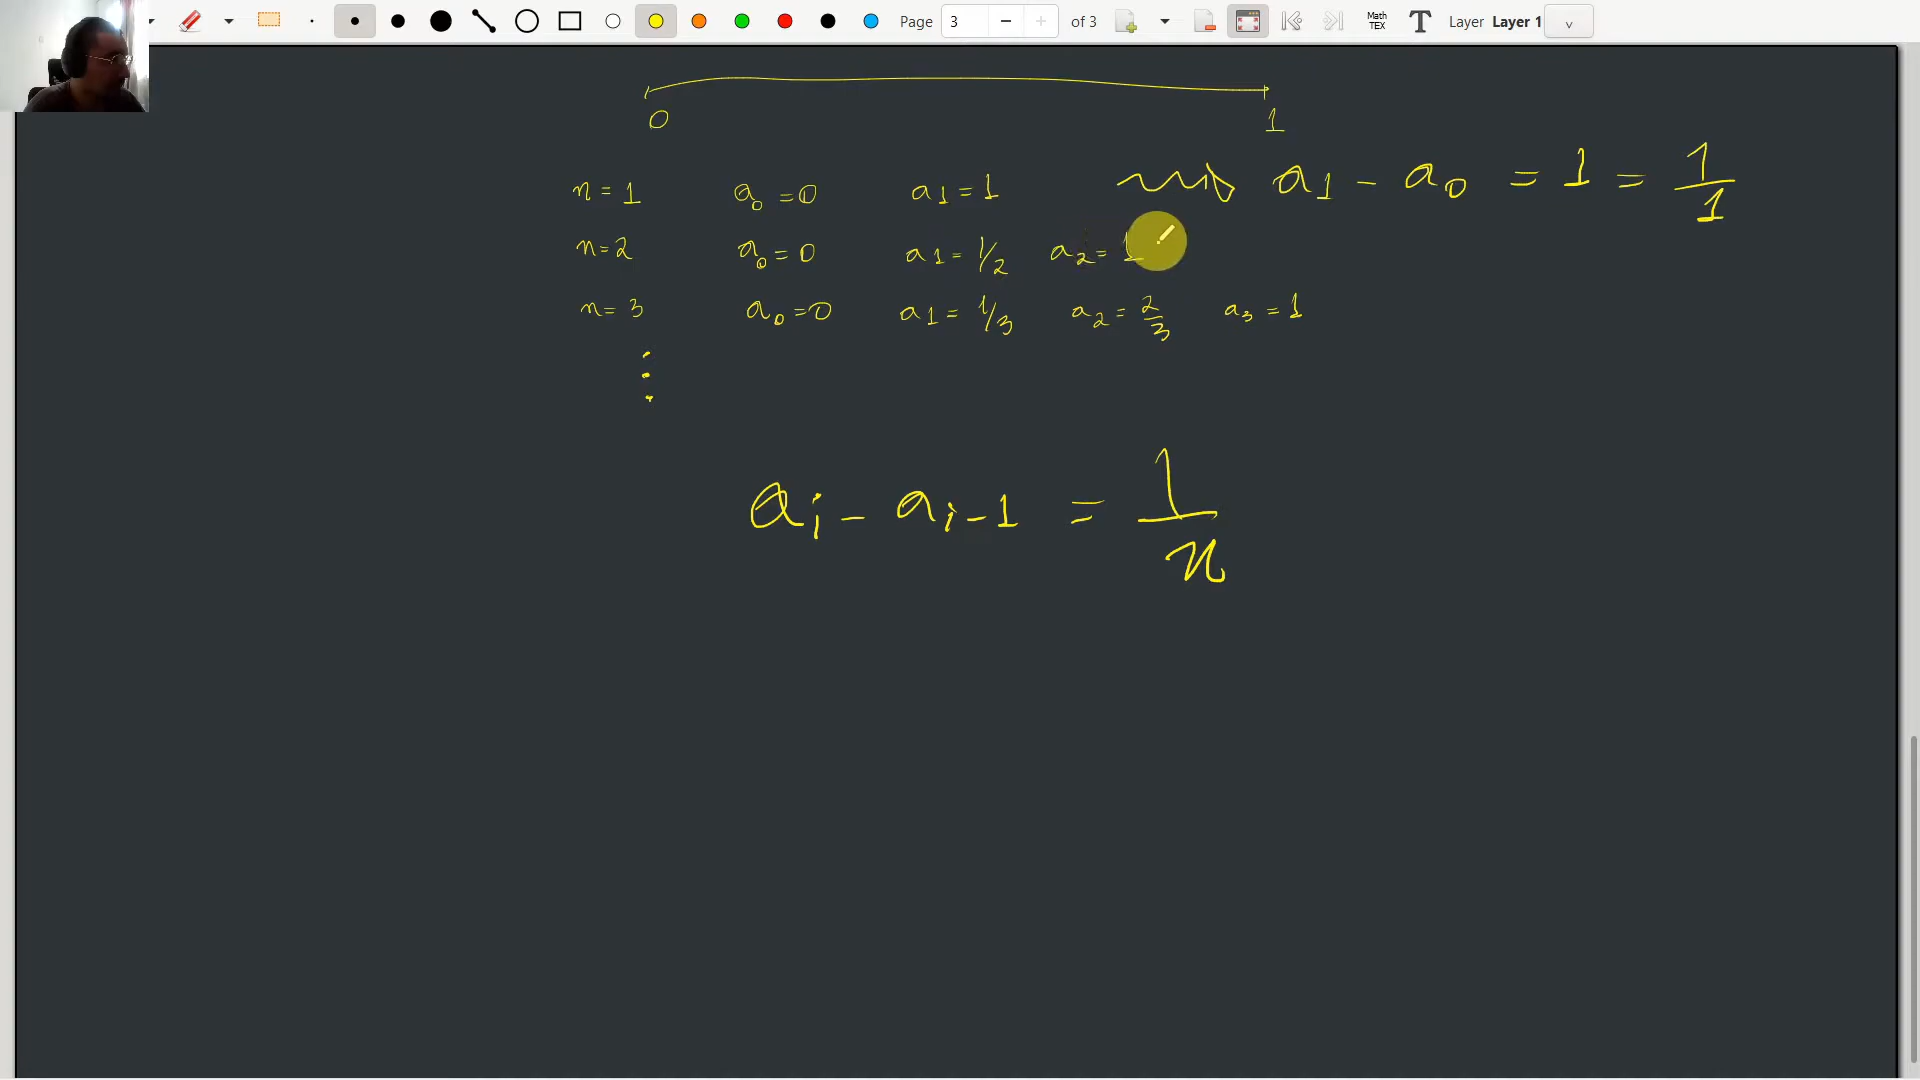 Page 3 of 3 Math TEX T Layer Layer 1
0 1
n = 1 a₀ = 0 a₁ = 1 a₁ - a₀ = 1 = 1/1
n = 2 a₀ = 0 a₁ = 1/2 a₂ = 1
n = 3 a₀ = 0 a₁ = 1/3 a₂ = 2/3 a₃ = 1
⋮
aᵢ - aᵢ₋₁ = 1/n